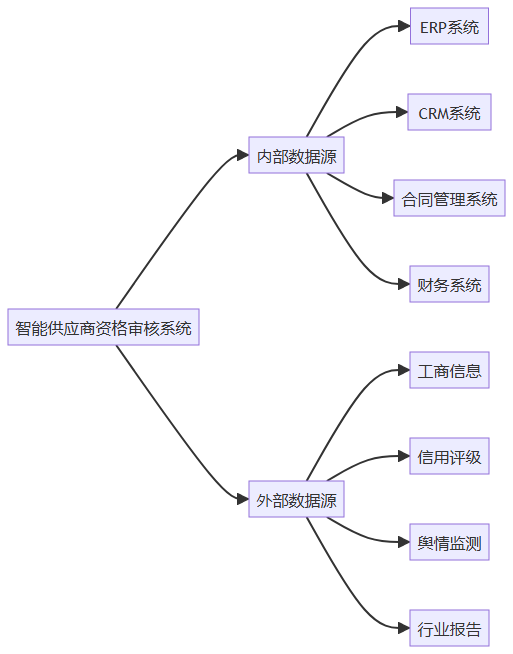 ERP系统
CRM系统
内部数据源
合同管理系统
财务系统
智能供应商资格审核系统
工商信息
信用评级
外部数据源
舆情监测
行业报告